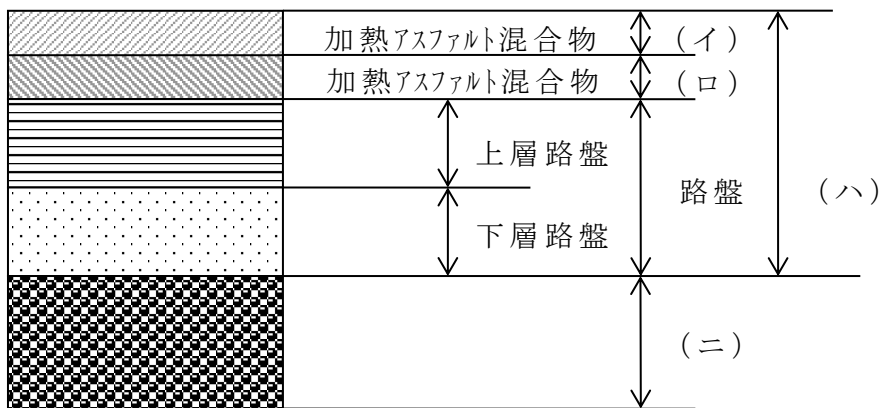 加熱アスファルト混合物 (イ)
加熱アスファルト混合物 (ロ)
上層路盤
路盤 (ハ)
下層路盤
(ニ)